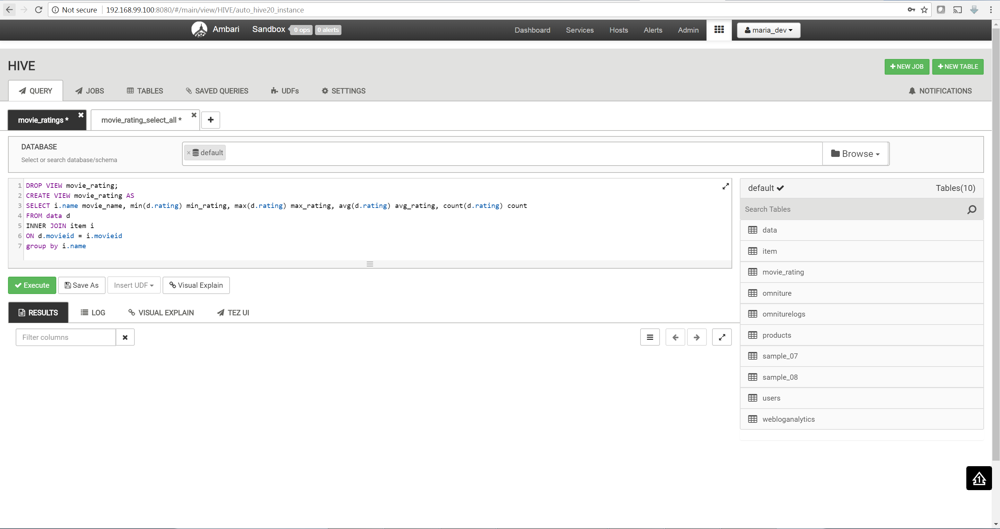 Not secure 192.168.99.100:8080/#/main/view/HIVE/auto_hive20_instance
Ambari Sandbox 0 ops 0 alerts Dashboard Services Hosts Alerts Admin maria_dev
HIVE
NEW JOB NEW TABLE
QUERY JOBS TABLES SAVED QUERIES UDFs SETTINGS NOTIFICATIONS
movie_ratings * movie_rating_select_all *
DATABASE
Select or search database/schema
× default
Browse
1 DROP VIEW movie_rating;
2 CREATE VIEW movie_rating AS
3 SELECT i.name movie_name, min(d.rating) min_rating, max(d.rating) max_rating, avg(d.rating) avg_rating, count(d.rating) count
4 FROM data d
5 INNER JOIN item i
6 ON d.movieid = i.movieid
7 group by i.name
Execute Save As Insert UDF Visual Explain
RESULTS LOG VISUAL EXPLAIN TEZ UI
Filter columns
default Tables(10)
Search Tables
data
item
movie_rating
omniture
omniturelogs
products
sample_07
sample_08
users
webloganalytics
1